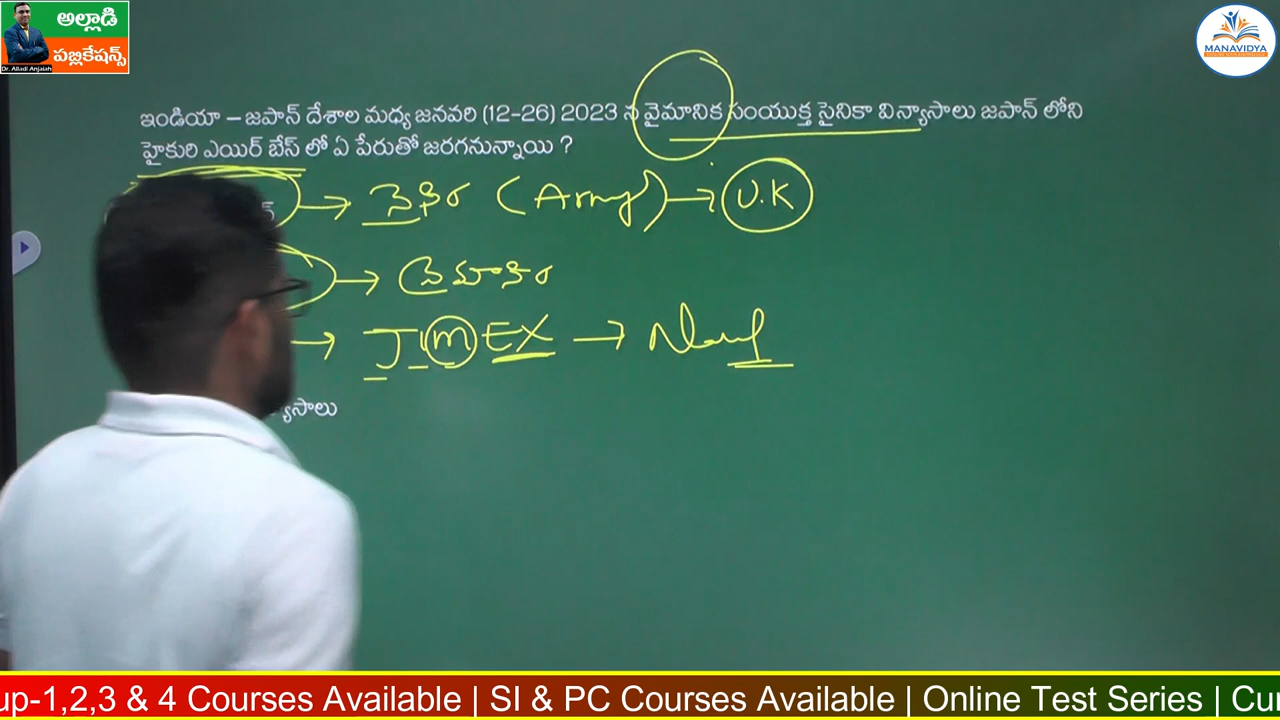 అల్లాడి
పబ్లికేషన్స్
Dr. Alladi Anjaiah
MANAVIDYA
ఇండియా – జపాన్ దేశాల మధ్య జనవరి (12-26) 2023 న వైమానిక సంయుక్త సైనికా విన్యాసాలు జపాన్ లోని
హైకురి ఎయిర్ బేస్ లో ఏ పేరుతో జరగనున్నాయి ?
→ సైనిక (Army) → U.K
→ వైమానిక
→ JIMEX → Navy
్యాసాలు
up-1,2,3 & 4 Courses Available | SI & PC Courses Available | Online Test Series | Cur